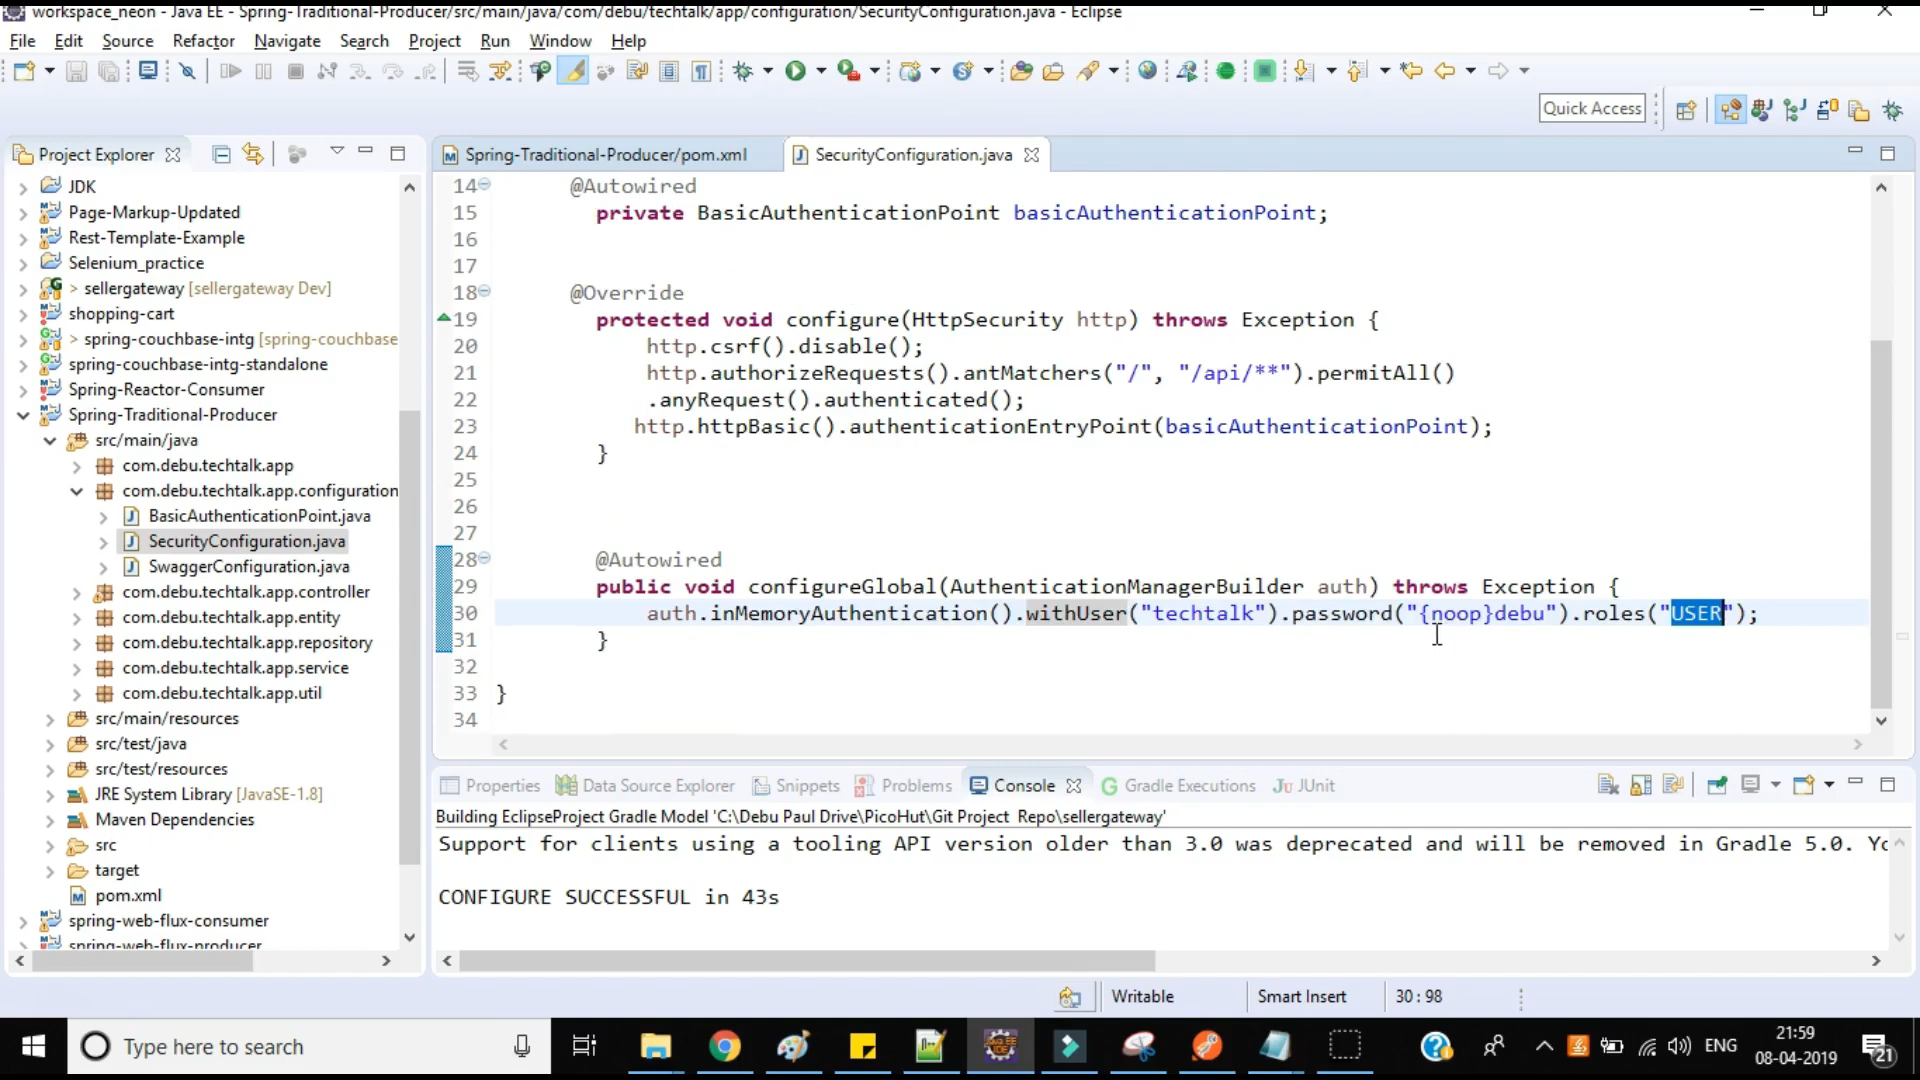 workspace_neon - Java EE - Spring-Traditional-Producer/src/main/java/com/debu/techtalk/app/configuration/SecurityConfiguration.java - Eclipse
File Edit Source Refactor Navigate Search Project Run Window Help
Quick Access
Project Explorer
JDK
Page-Markup-Updated
Rest-Template-Example
Selenium_practice
> sellergateway [sellergateway Dev]
shopping-cart
> spring-couchbase-intg [spring-couchbase
spring-couchbase-intg-standalone
Spring-Reactor-Consumer
Spring-Traditional-Producer
src/main/java
com.debu.techtalk.app
com.debu.techtalk.app.configuration
BasicAuthenticationPoint.java
SecurityConfiguration.java
SwaggerConfiguration.java
com.debu.techtalk.app.controller
com.debu.techtalk.app.entity
com.debu.techtalk.app.repository
com.debu.techtalk.app.service
com.debu.techtalk.app.util
src/main/resources
src/test/java
src/test/resources
JRE System Library [JavaSE-1.8]
Maven Dependencies
src
target
pom.xml
spring-web-flux-consumer
spring-web-flux-producer
Spring-Traditional-Producer/pom.xml SecurityConfiguration.java
14 @Autowired
15 private BasicAuthenticationPoint basicAuthenticationPoint;
16
17
18 @Override
19 protected void configure(HttpSecurity http) throws Exception {
20 http.csrf().disable();
21 http.authorizeRequests().antMatchers("/", "/api/**").permitAll()
22 .anyRequest().authenticated();
23 http.httpBasic().authenticationEntryPoint(basicAuthenticationPoint);
24 }
25
26
27
28 @Autowired
29 public void configureGlobal(AuthenticationManagerBuilder auth) throws Exception {
30 auth.inMemoryAuthentication().withUser("techtalk").password("{noop}debu").roles("USER");
31 }
32
33 }
34
Properties Data Source Explorer Snippets Problems Console Gradle Executions Ju JUnit
Building EclipseProject Gradle Model 'C:\Debu Paul Drive\PicoHut\Git Project Repo\sellergateway'
Support for clients using a tooling API version older than 3.0 was deprecated and will be removed in Gradle 5.0. Yo
CONFIGURE SUCCESSFUL in 43s
Writable Smart Insert 30 : 98
Type here to search
ENG
21:59
08-04-2019
21